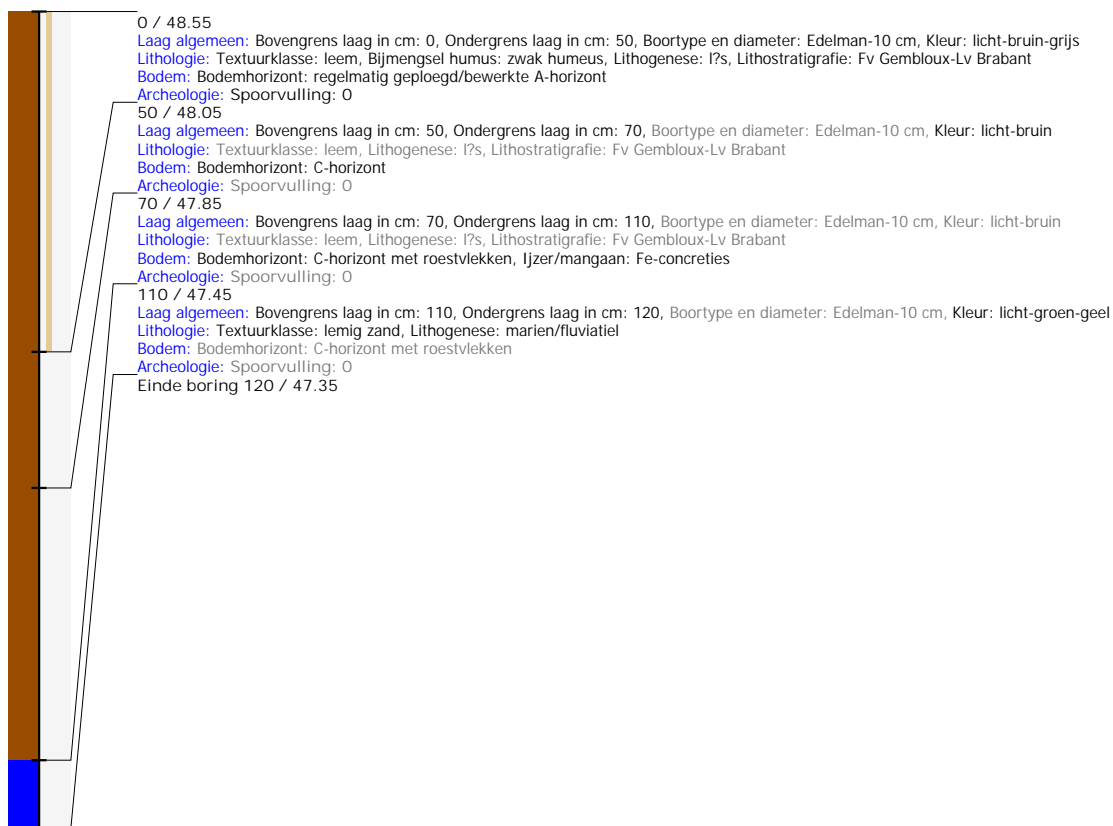 0 / 48.55
Laag algemeen: Bovengrens laag in cm: 0, Ondergrens laag in cm: 50, Boortype en diameter: Edelman-10 cm, Kleur: licht-bruin-grijs
Lithologie: Textuurklasse: leem, Bijmengsel humus: zwak humeus, Lithogenese: l?s, Lithostratigrafie: Fv Gembloux-Lv Brabant
Bodem: Bodemhorizont: regelmatig geploegd/bewerkte A-horizont
Archeologie: Spoorvulling: 0
50 / 48.05
Laag algemeen: Bovengrens laag in cm: 50, Ondergrens laag in cm: 70, Boortype en diameter: Edelman-10 cm, Kleur: licht-bruin
Lithologie: Textuurklasse: leem, Lithogenese: l?s, Lithostratigrafie: Fv Gembloux-Lv Brabant
Bodem: Bodemhorizont: C-horizont
Archeologie: Spoorvulling: 0
70 / 47.85
Laag algemeen: Bovengrens laag in cm: 70, Ondergrens laag in cm: 110, Boortype en diameter: Edelman-10 cm, Kleur: licht-bruin
Lithologie: Textuurklasse: leem, Lithogenese: l?s, Lithostratigrafie: Fv Gembloux-Lv Brabant
Bodem: Bodemhorizont: C-horizont met roestvlekken, Ijzer/mangaan: Fe-concreties
Archeologie: Spoorvulling: 0
110 / 47.45
Laag algemeen: Bovengrens laag in cm: 110, Ondergrens laag in cm: 120, Boortype en diameter: Edelman-10 cm, Kleur: licht-groen-geel
Lithologie: Textuurklasse: lemig zand, Lithogenese: marien/fluviatiel
Bodem: Bodemhorizont: C-horizont met roestvlekken
Archeologie: Spoorvulling: 0
Einde boring 120 / 47.35